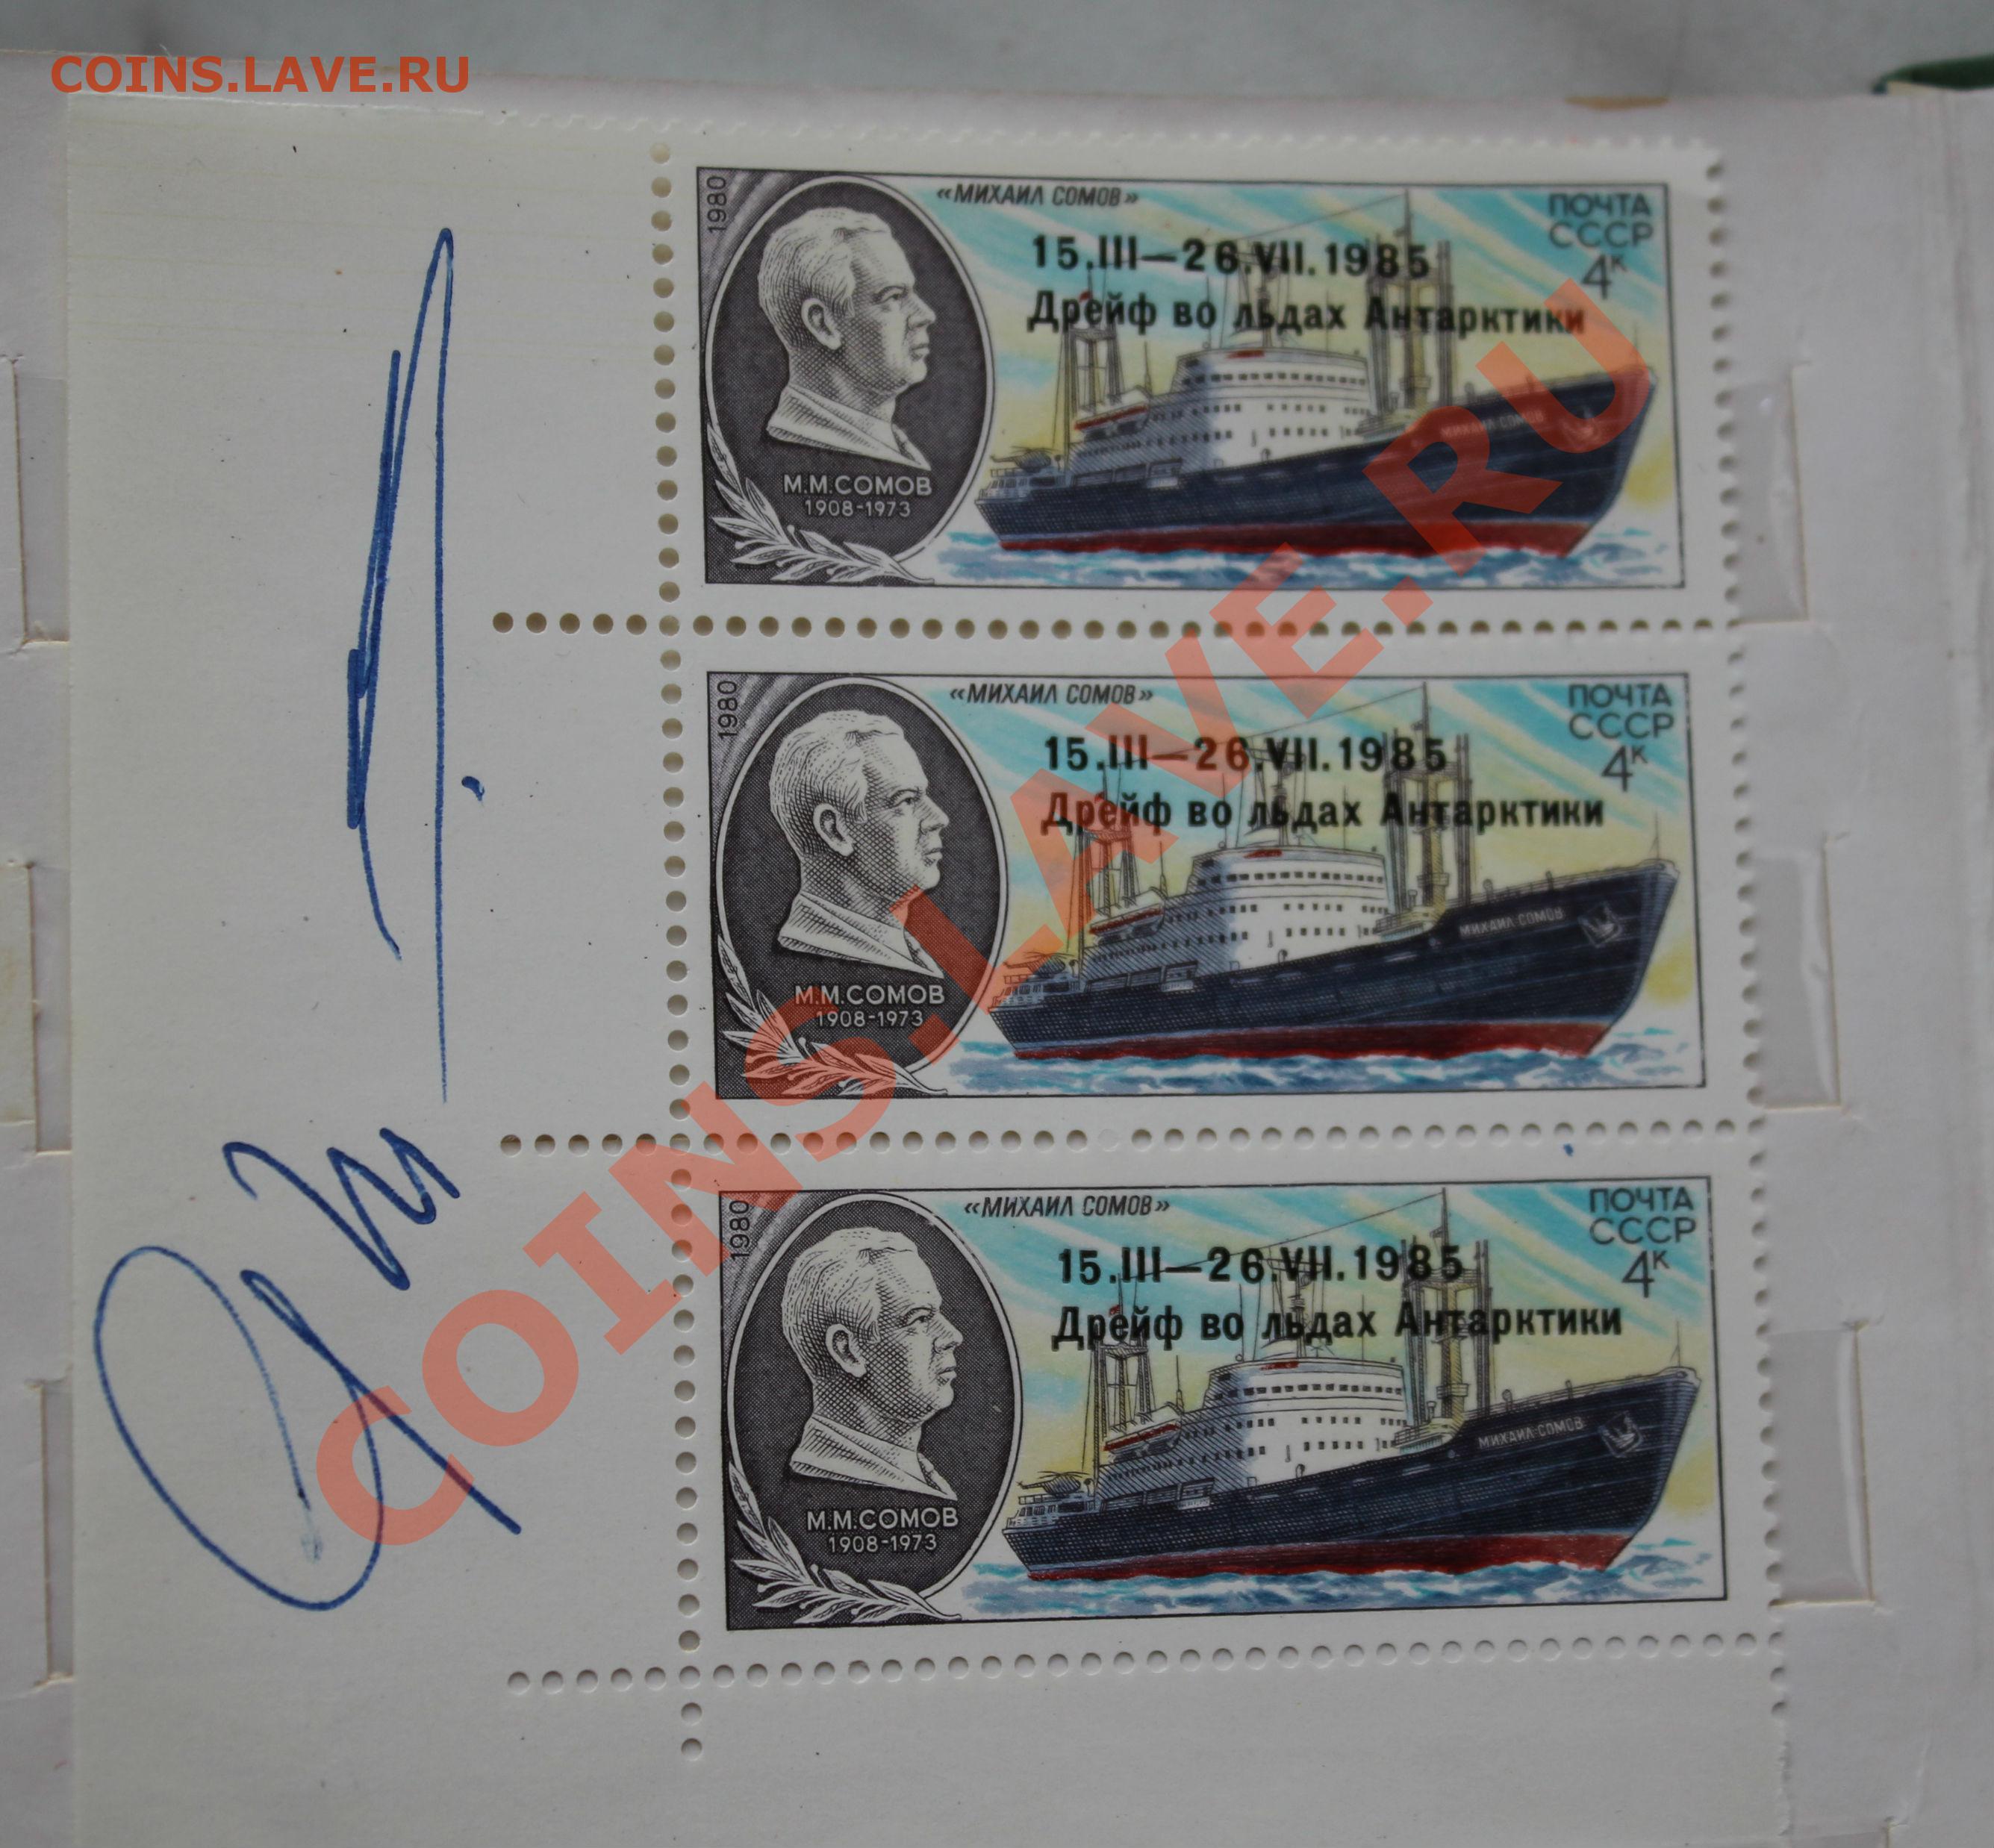 COINS.LAVE.RU
1980
«МИХАИЛ СОМОВ»
ПОЧТА
СССР
4К
15.III—26.VII.1985
Дрейф во льдах Антарктики
МИХАИЛ СОМОВ
М.М.СОМОВ
1908-1973
1980
«МИХАИЛ СОМОВ»
ПОЧТА
СССР
4К
15.III—26.VII.1985
Дрейф во льдах Антарктики
МИХАИЛ СОМОВ
М.М.СОМОВ
1908-1973
1980
«МИХАИЛ СОМОВ»
ПОЧТА
СССР
4К
15.III—26.VII.1985
Дрейф во льдах Антарктики
МИХАИЛ СОМОВ
М.М.СОМОВ
1908-1973
COINS.LAVE.RU